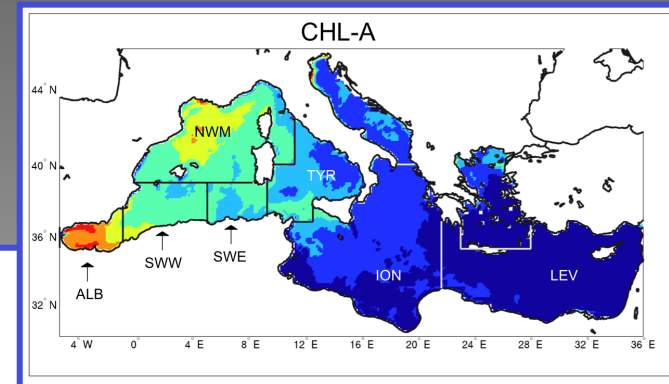 CHL-A
44° N
NWM
40° N
TYR
36° N
SWW
SWE
ION
LEV
ALB
32° N
4° W
0°
4° E
8° E
12° E
16° E
20° E
24° E
28° E
32° E
36° E